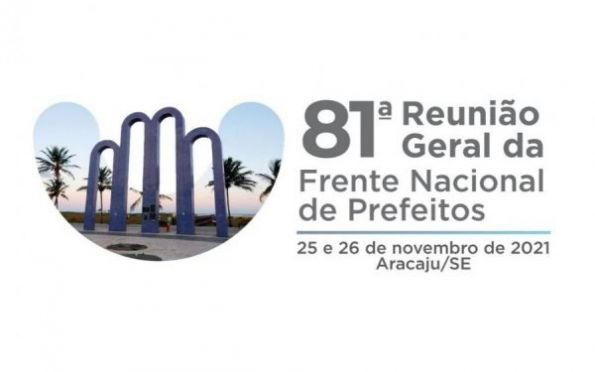 81ª Reunião
Geral da
Frente Nacional
de Prefeitos
25 e 26 de novembro de 2021
Aracaju/SE